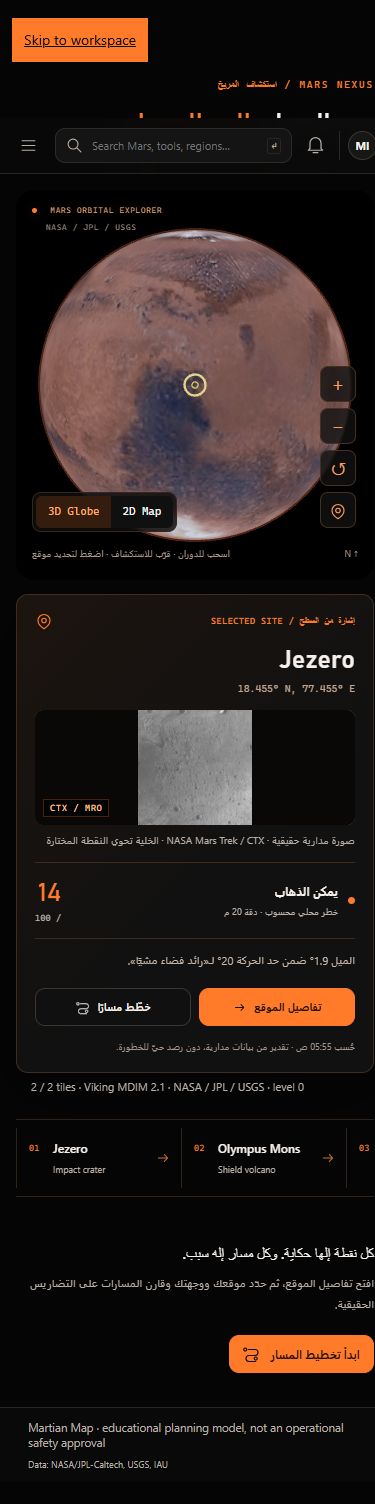 Skip to workspace
MARS NEXUS / استكشاف المريخ
Search Mars, tools, regions...
MI
MARS ORBITAL EXPLORER
NASA / JPL / USGS
+
−
3D Globe 2D Map
اسحب للدوران · قرّب للاستكشاف · اضغط لتحديد موقع
N ↑
إشارة من السطح / SELECTED SITE
Jezero
18.455° N, 77.455° E
CTX / MRO
صورة مدارية حقيقية · NASA Mars Trek / CTX · الخلية تحوي النقطة المختارة
يمكن الذهاب
خطر محلي محسوب · دقة 20 م
14
100 /
الميل 1.9° ضمن حد الحركة 20° لـ«رائد فضاء مشيًا».
تفاصيل الموقع →
خطّط مسارًا
حُسب 05:55 ص · تقدير من بيانات مدارية، دون رصد حيّ للخطورة.
2 / 2 tiles · Viking MDIM 2.1 · NASA / JPL / USGS · level 0
01 Jezero →
Impact crater
02 Olympus Mons →
Shield volcano
03
كل نقطة إلها حكاية. وكل مسار إله سبب.
افتح تفاصيل الموقع، ثم حدّد موقعك ووجهتك وقارن المسارات على التضاريس
الحقيقية.
ابدأ تخطيط المسار
Martian Map · educational planning model, not an operational
safety approval
Data: NASA/JPL-Caltech, USGS, IAU